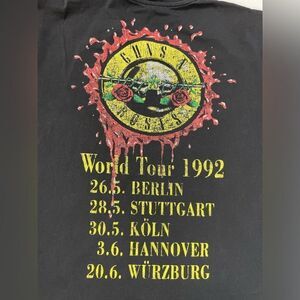 GUNS N'
ROSES
World Tour 1992
26.5. BERLIN
28.5. STUTTGART
30.5. KÖLN
3.6. HANNOVER
20.6. WÜRZBURG